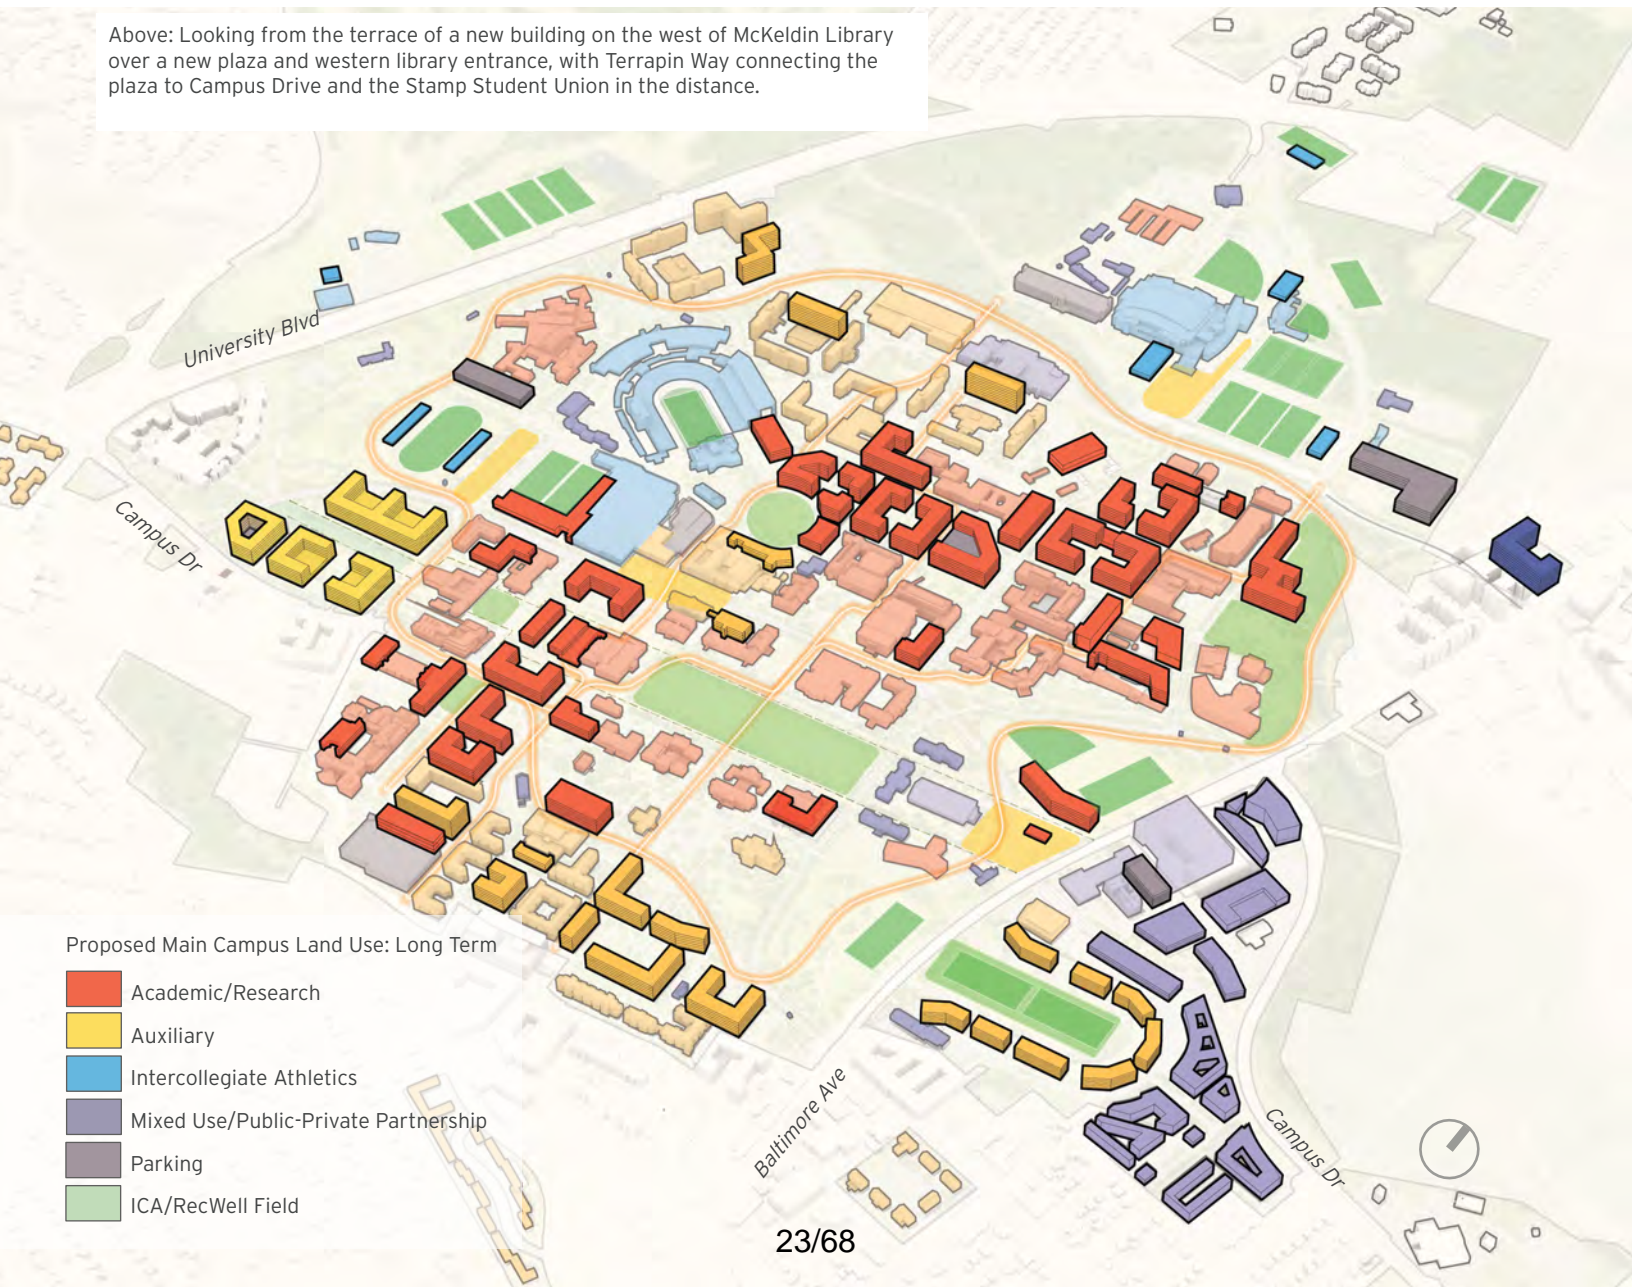 Above: Looking from the terrace of a new building on the west of McKeldin Library
over a new plaza and western library entrance, with Terrapin Way connecting the
plaza to Campus Drive and the Stamp Student Union in the distance.
University Blvd
Campus Dr
Proposed Main Campus Land Use: Long Term
Academic/Research
Auxiliary
Intercollegiate Athletics
Mixed Use/Public-Private Partnership
Parking
ICA/RecWell Field
Baltimore Ave
Campus Dr
23/68